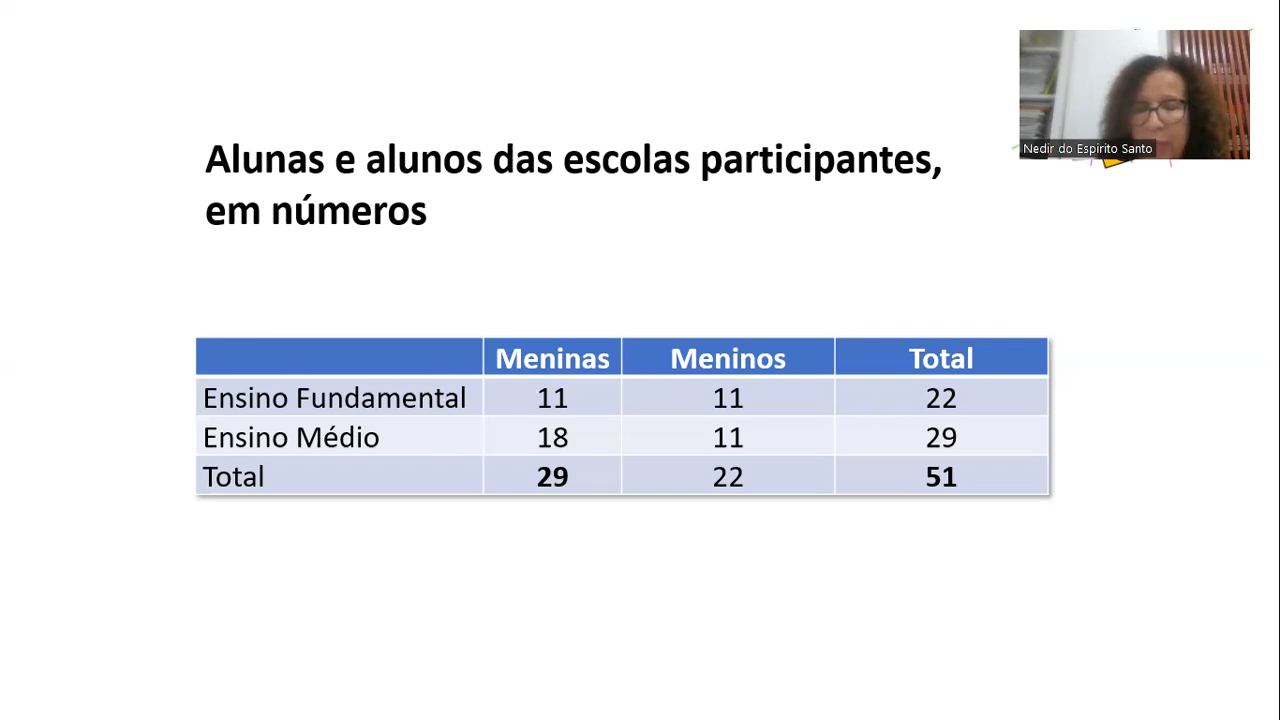 Nedir do Espirito Santo
Alunas e alunos das escolas participantes,
em números
Meninas Meninos Total
Ensino Fundamental 11 11 22
Ensino Médio 18 11 29
Total 29 22 51